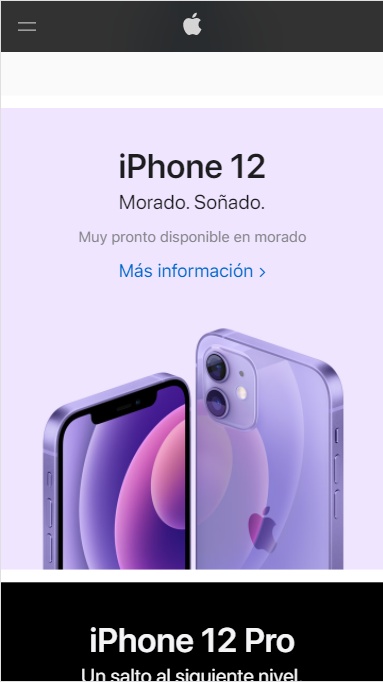 iPhone 12
Morado. Soñado.
Muy pronto disponible en morado
Más información >
iPhone 12 Pro
Un salto al siguiente nivel.